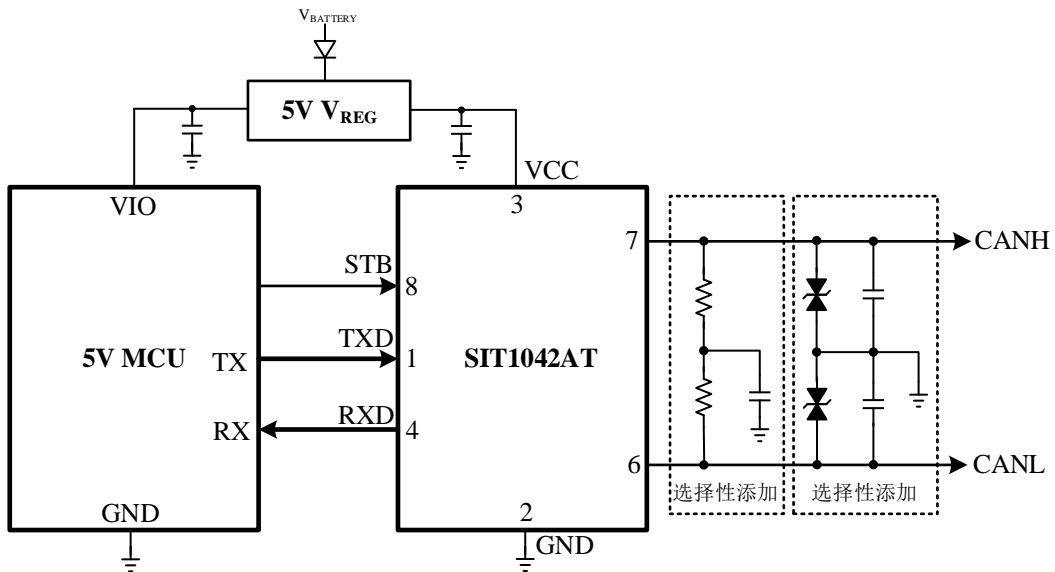 VBATTERY
5V VREG
VCC
VIO
3
7
CANH
STB
8
TXD
5V MCU
TX
1
SIT1042AT
RXD
RX
4
6
CANL
选择性添加
选择性添加
GND
2
GND